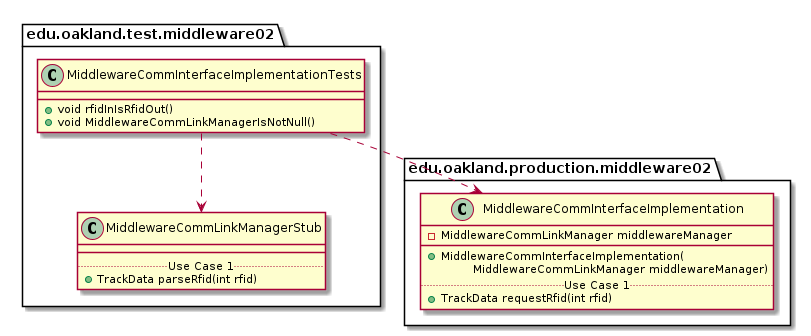 edu.oakland.test.middleware02
C MiddlewareCommInterfaceImplementationTests
void rfidInIsRfidOut()
void MiddlewareCommLinkManagerIsNotNull()
C MiddlewareCommLinkManagerStub
Use Case 1
TrackData parseRfid(int rfid)
edu.oakland.production.middleware02
C MiddlewareCommInterfaceImplementation
MiddlewareCommLinkManager middlewareManager
MiddlewareCommInterfaceImplementation(
MiddlewareCommLinkManager middlewareManager)
Use Case 1
TrackData requestRfid(int rfid)